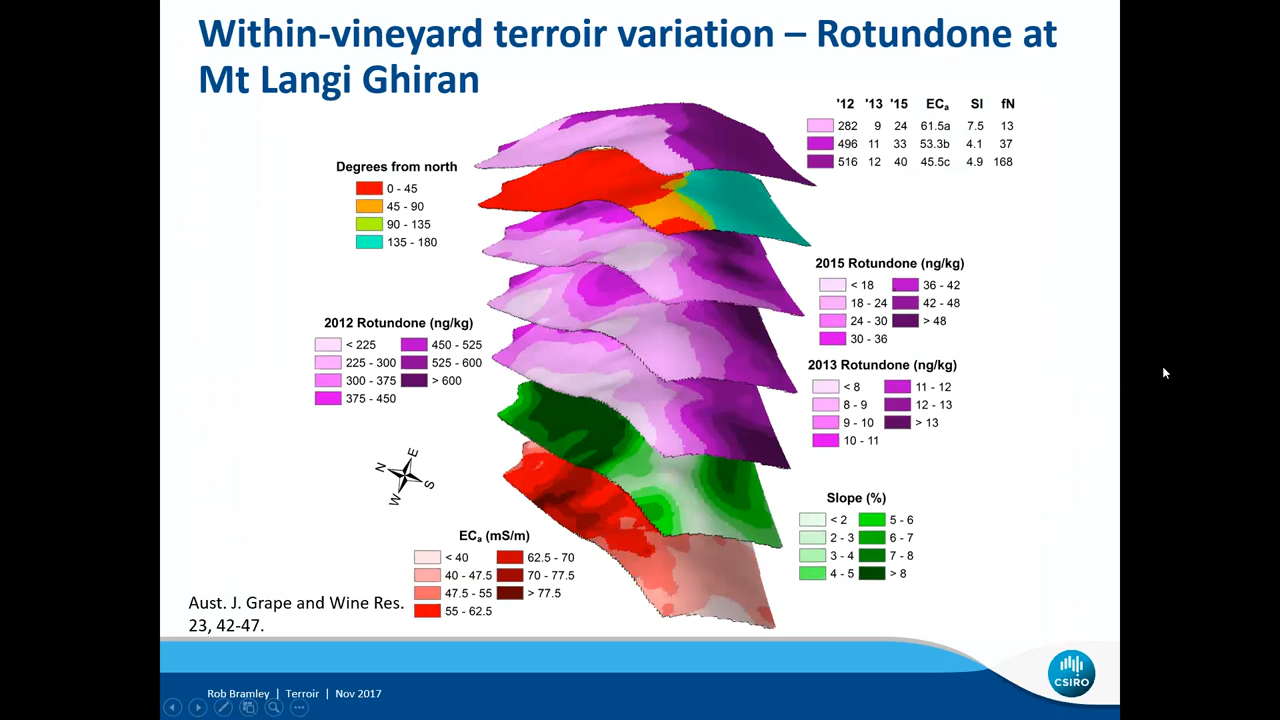 Within-vineyard terroir variation – Rotundone at
Mt Langi Ghiran
'12 '13 '15 ECa SI fN
282 9 24 61.5a 7.5 13
496 11 33 53.3b 4.1 37
516 12 40 45.5c 4.9 168
Degrees from north
0 - 45
45 - 90
90 - 135
135 - 180
2015 Rotundone (ng/kg)
< 18 36 - 42
18 - 24 42 - 48
24 - 30 > 48
30 - 36
2012 Rotundone (ng/kg)
< 225 450 - 525
225 - 300 525 - 600
300 - 375 > 600
375 - 450
2013 Rotundone (ng/kg)
< 8 11 - 12
8 - 9 12 - 13
9 - 10 > 13
10 - 11
N E S W
Slope (%)
< 2 5 - 6
2 - 3 6 - 7
3 - 4 7 - 8
4 - 5 > 8
ECa (mS/m)
< 40 62.5 - 70
40 - 47.5 70 - 77.5
47.5 - 55 > 77.5
55 - 62.5
Aust. J. Grape and Wine Res.
23, 42-47.
CSIRO
Rob Bramley | Terroir | Nov 2017